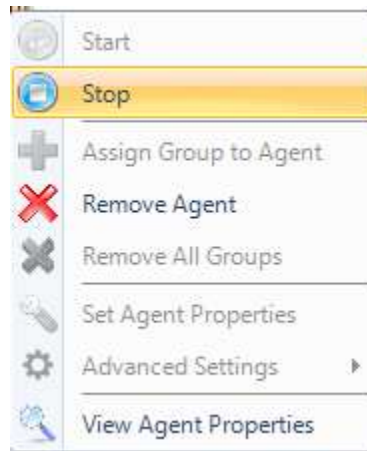 Start
Stop
Assign Group to Agent
Remove Agent
Remove All Groups
Set Agent Properties
Advanced Settings
View Agent Properties